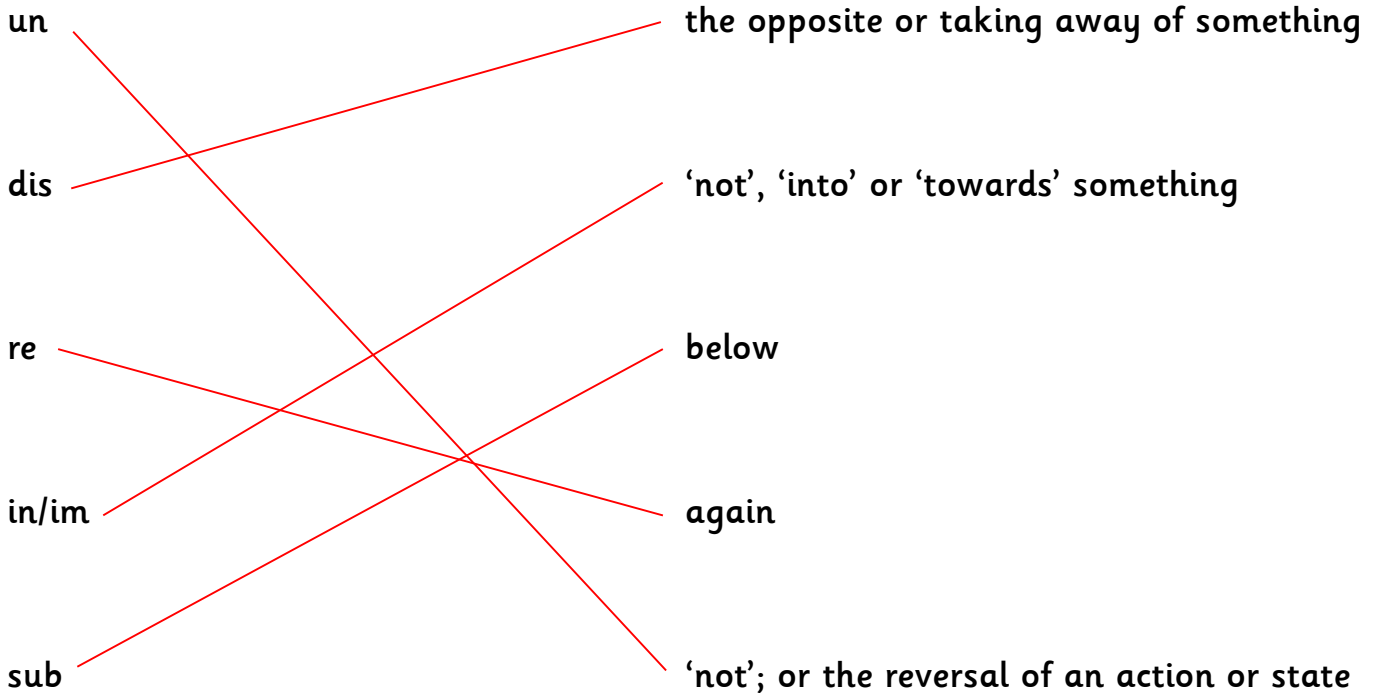 un the opposite or taking away of something
dis ‘not’, ‘into’ or ‘towards’ something
re below
in/im again
sub ‘not’; or the reversal of an action or state